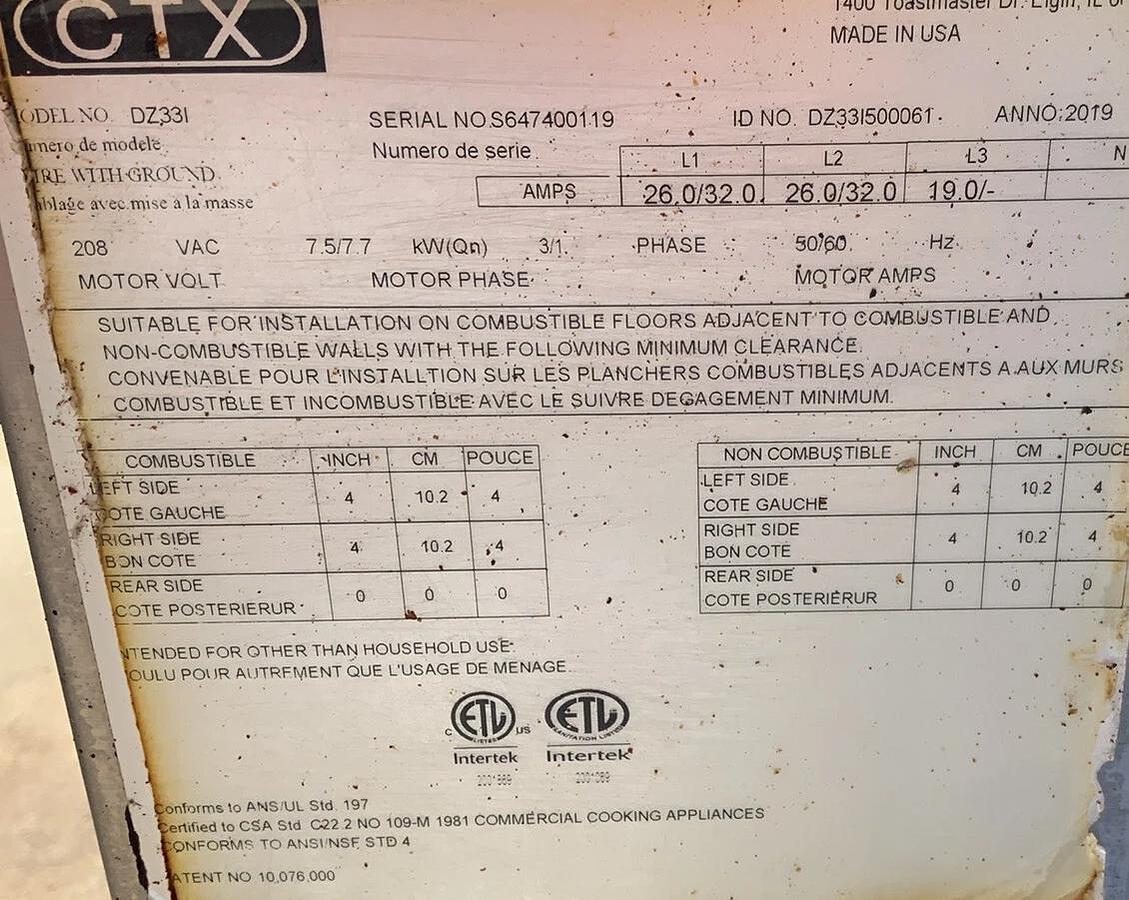 CTX
1400 Toastmaster Dr. Elgin, IL
MADE IN USA
ODEL NO. DZ33I SERIAL NO.S647400119 ID NO. DZ33I500061 ANNO:2019
umero de modele Numero de serie
IRE WITH GROUND
blage avec mise à la masse
L1 L2 L3 N
AMPS 26.0/32.0 26.0/32.0 19.0/-
208 VAC 7.5/7.7 kW(Qn) 3/1 PHASE 50/60 Hz
MOTOR VOLT MOTOR PHASE MOTOR AMPS
SUITABLE FOR INSTALLATION ON COMBUSTIBLE FLOORS ADJACENT TO COMBUSTIBLE AND
NON-COMBUSTIBLE WALLS WITH THE FOLLOWING MINIMUM CLEARANCE.
CONVENABLE POUR L'INSTALLTION SUR LES PLANCHERS COMBUSTIBLES ADJACENTS A AUX MURS
COMBUSTIBLE ET INCOMBUSTIBLE AVEC LE SUIVRE DEGAGEMENT MINIMUM.
COMBUSTIBLE INCH CM POUCE
LEFT SIDE
COTE GAUCHE 4 10.2 4
RIGHT SIDE
BON COTE 4 10.2 4
REAR SIDE
COTE POSTERIERUR 0 0 0
NON COMBUSTIBLE INCH CM POUCE
LEFT SIDE
COTE GAUCHE 4 10.2 4
RIGHT SIDE
BON COTE 4 10.2 4
REAR SIDE
COTE POSTERIERUR 0 0 0
NTENDED FOR OTHER THAN HOUSEHOLD USE
OULU POUR AUTREMENT QUE L'USAGE DE MENAGE
C ETL LISTED US ETL SANITATION LISTED
Intertek Intertek
Conforms to ANS/UL Std. 197
Certified to CSA Std C22.2 NO 109-M 1981 COMMERCIAL COOKING APPLIANCES
CONFORMS TO ANSI/NSF STD 4
ATENT NO 10,076,000